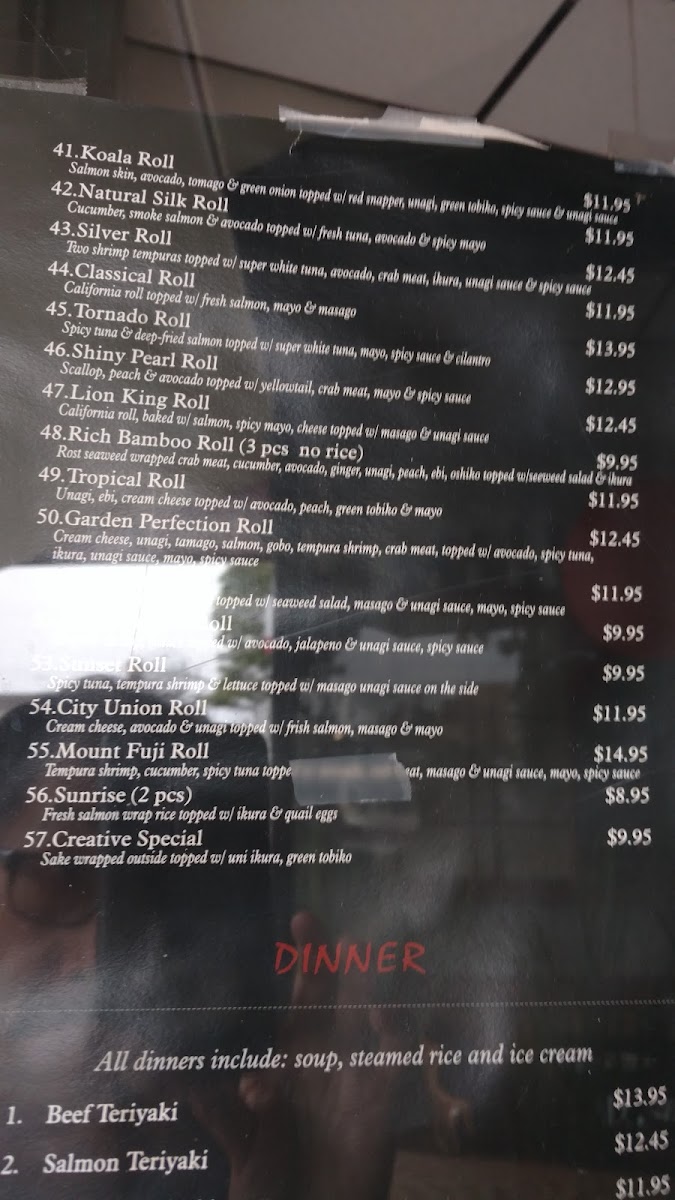 41.Koala Roll $11.95
Salmon skin, avocado, tomago & green onion topped w/ red snapper, unagi, green tobiko, spicy sauce & unagi sauce
42.Natural Silk Roll $11.95
Cucumber, smoke salmon & avocado topped w/ fresh tuna, avocado & spicy mayo
43.Silver Roll $12.45
Two shrimp tempuras topped w/ super white tuna, avocado, crab meat, ikura, unagi sauce & spicy sauce
44.Classical Roll $11.95
California roll topped w/ fresh salmon, mayo & masago
45.Tornado Roll $13.95
Spicy tuna & deep-fried salmon topped w/ super white tuna, mayo, spicy sauce & cilantro
46.Shiny Pearl Roll $12.95
Scallop, peach & avocado topped w/ yellowtail, crab meat, mayo & spicy sauce
47.Lion King Roll $12.45
California roll, baked w/ salmon, spicy mayo, cheese topped w/ masago & unagi sauce
48.Rich Bamboo Roll (3 pcs no rice) $9.95
Rost seaweed wrapped crab meat, cucumber, avocado, ginger, unagi, peach, ebi, oshiko topped w/seeweed salad & ikura
49.Tropical Roll $11.95
Unagi, ebi, cream cheese topped w/ avocado, peach, green tobiko & mayo
50.Garden Perfection Roll $12.45
Cream cheese, unagi, tamago, salmon, gobo, tempura shrimp, crab meat, topped w/ avocado, spicy tuna,
ikura, unagi sauce, mayo, spicy sauce
$11.95
topped w/ seaweed salad, masago & unagi sauce, mayo, spicy sauce
$9.95
w/ avocado, jalapeno & unagi sauce, spicy sauce
53.Sunset Roll $9.95
Spicy tuna, tempura shrimp & lettuce topped w/ masago unagi sauce on the side
54.City Union Roll $11.95
Cream cheese, avocado & unagi topped w/ frish salmon, masago & mayo
55.Mount Fuji Roll $14.95
Tempura shrimp, cucumber, spicy tuna masago & unagi sauce, mayo, spicy sauce
56.Sunrise (2 pcs) $8.95
Fresh salmon wrap rice topped w/ ikura & quail eggs
57.Creative Special $9.95
Sake wrapped outside topped w/ uni ikura, green tobiko
DINNER
All dinners include: soup, steamed rice and ice cream
1. Beef Teriyaki $13.95
2. Salmon Teriyaki $12.45
$11.95